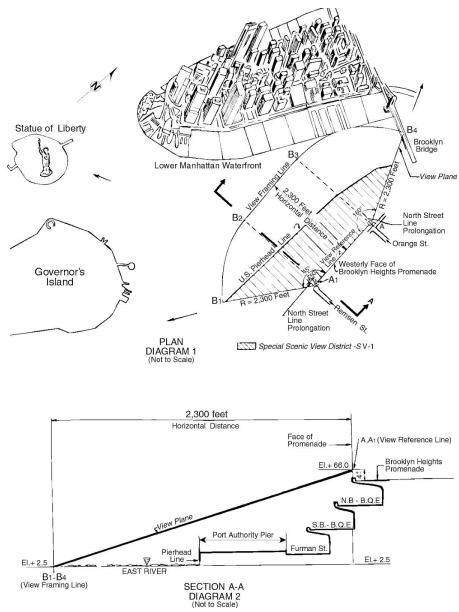 N
Statue of Liberty
Lower Manhattan Waterfront
B4
Brooklyn
Bridge
View Plane
B3
View Framing Line
2,300 Feet
Horizontal Distance
R = 2,300 Feet
B2
North Street
Line
Prolongation
A
Orange St.
U.S. Pierhead Line
View Reference
Line
Westerly Face of
Brooklyn Heights Promenade
Governor's
Island
B1
A1
R = 2,300 Feet
A
Remsen St.
North Street
Line
Prolongation
PLAN
DIAGRAM 1
(Not to Scale)
Special Scenic View District -SV-1
2,300 feet
Horizontal Distance
Face of
Promenade
A,A1 (View Reference Line)
El.+ 66.0
Brooklyn Heights
Promenade
N.B - B.Q.E.
View Plane
S.B.- B.Q.E.
Port Authority Pier
Pierhead
Line
Furman St.
El.+ 2.5
El.+ 2.5
EAST RIVER
B1-B4
(View Framing Line)
SECTION A-A
DIAGRAM 2
(Not to Scale)